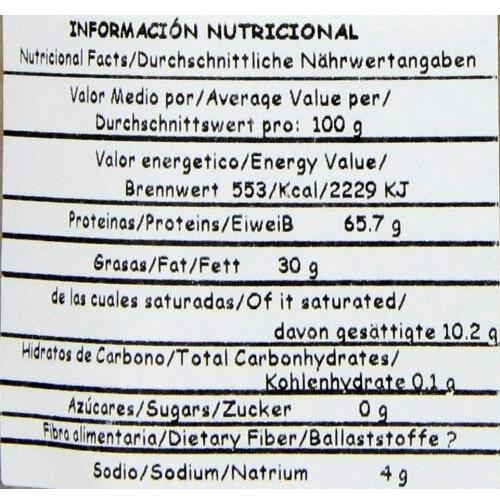 INFORMACIÓN NUTRICIONAL
Nutricional Facts/Durchschnittliche Nährwertangaben
Valor Medio por/Average Value per/
Durchschnittswert pro: 100 g
Valor energetico/Energy Value/
Brennwert 553/Kcal/2229 KJ
Proteinas/Proteins/Eiweiß 65.7 g
Grasas/Fat/Fett 30 g
de las cuales saturadas/Of it saturated/
davon gesättigte 10.2 g
Hidratos de Carbono/Total Carbonhydrates/
Kohlenhydrate 0.1 g
Azúcares/Sugars/Zucker 0 g
Fibra alimentaria/Dietary Fiber/Ballaststoffe ?
Sodio/Sodium/Natrium 4 g